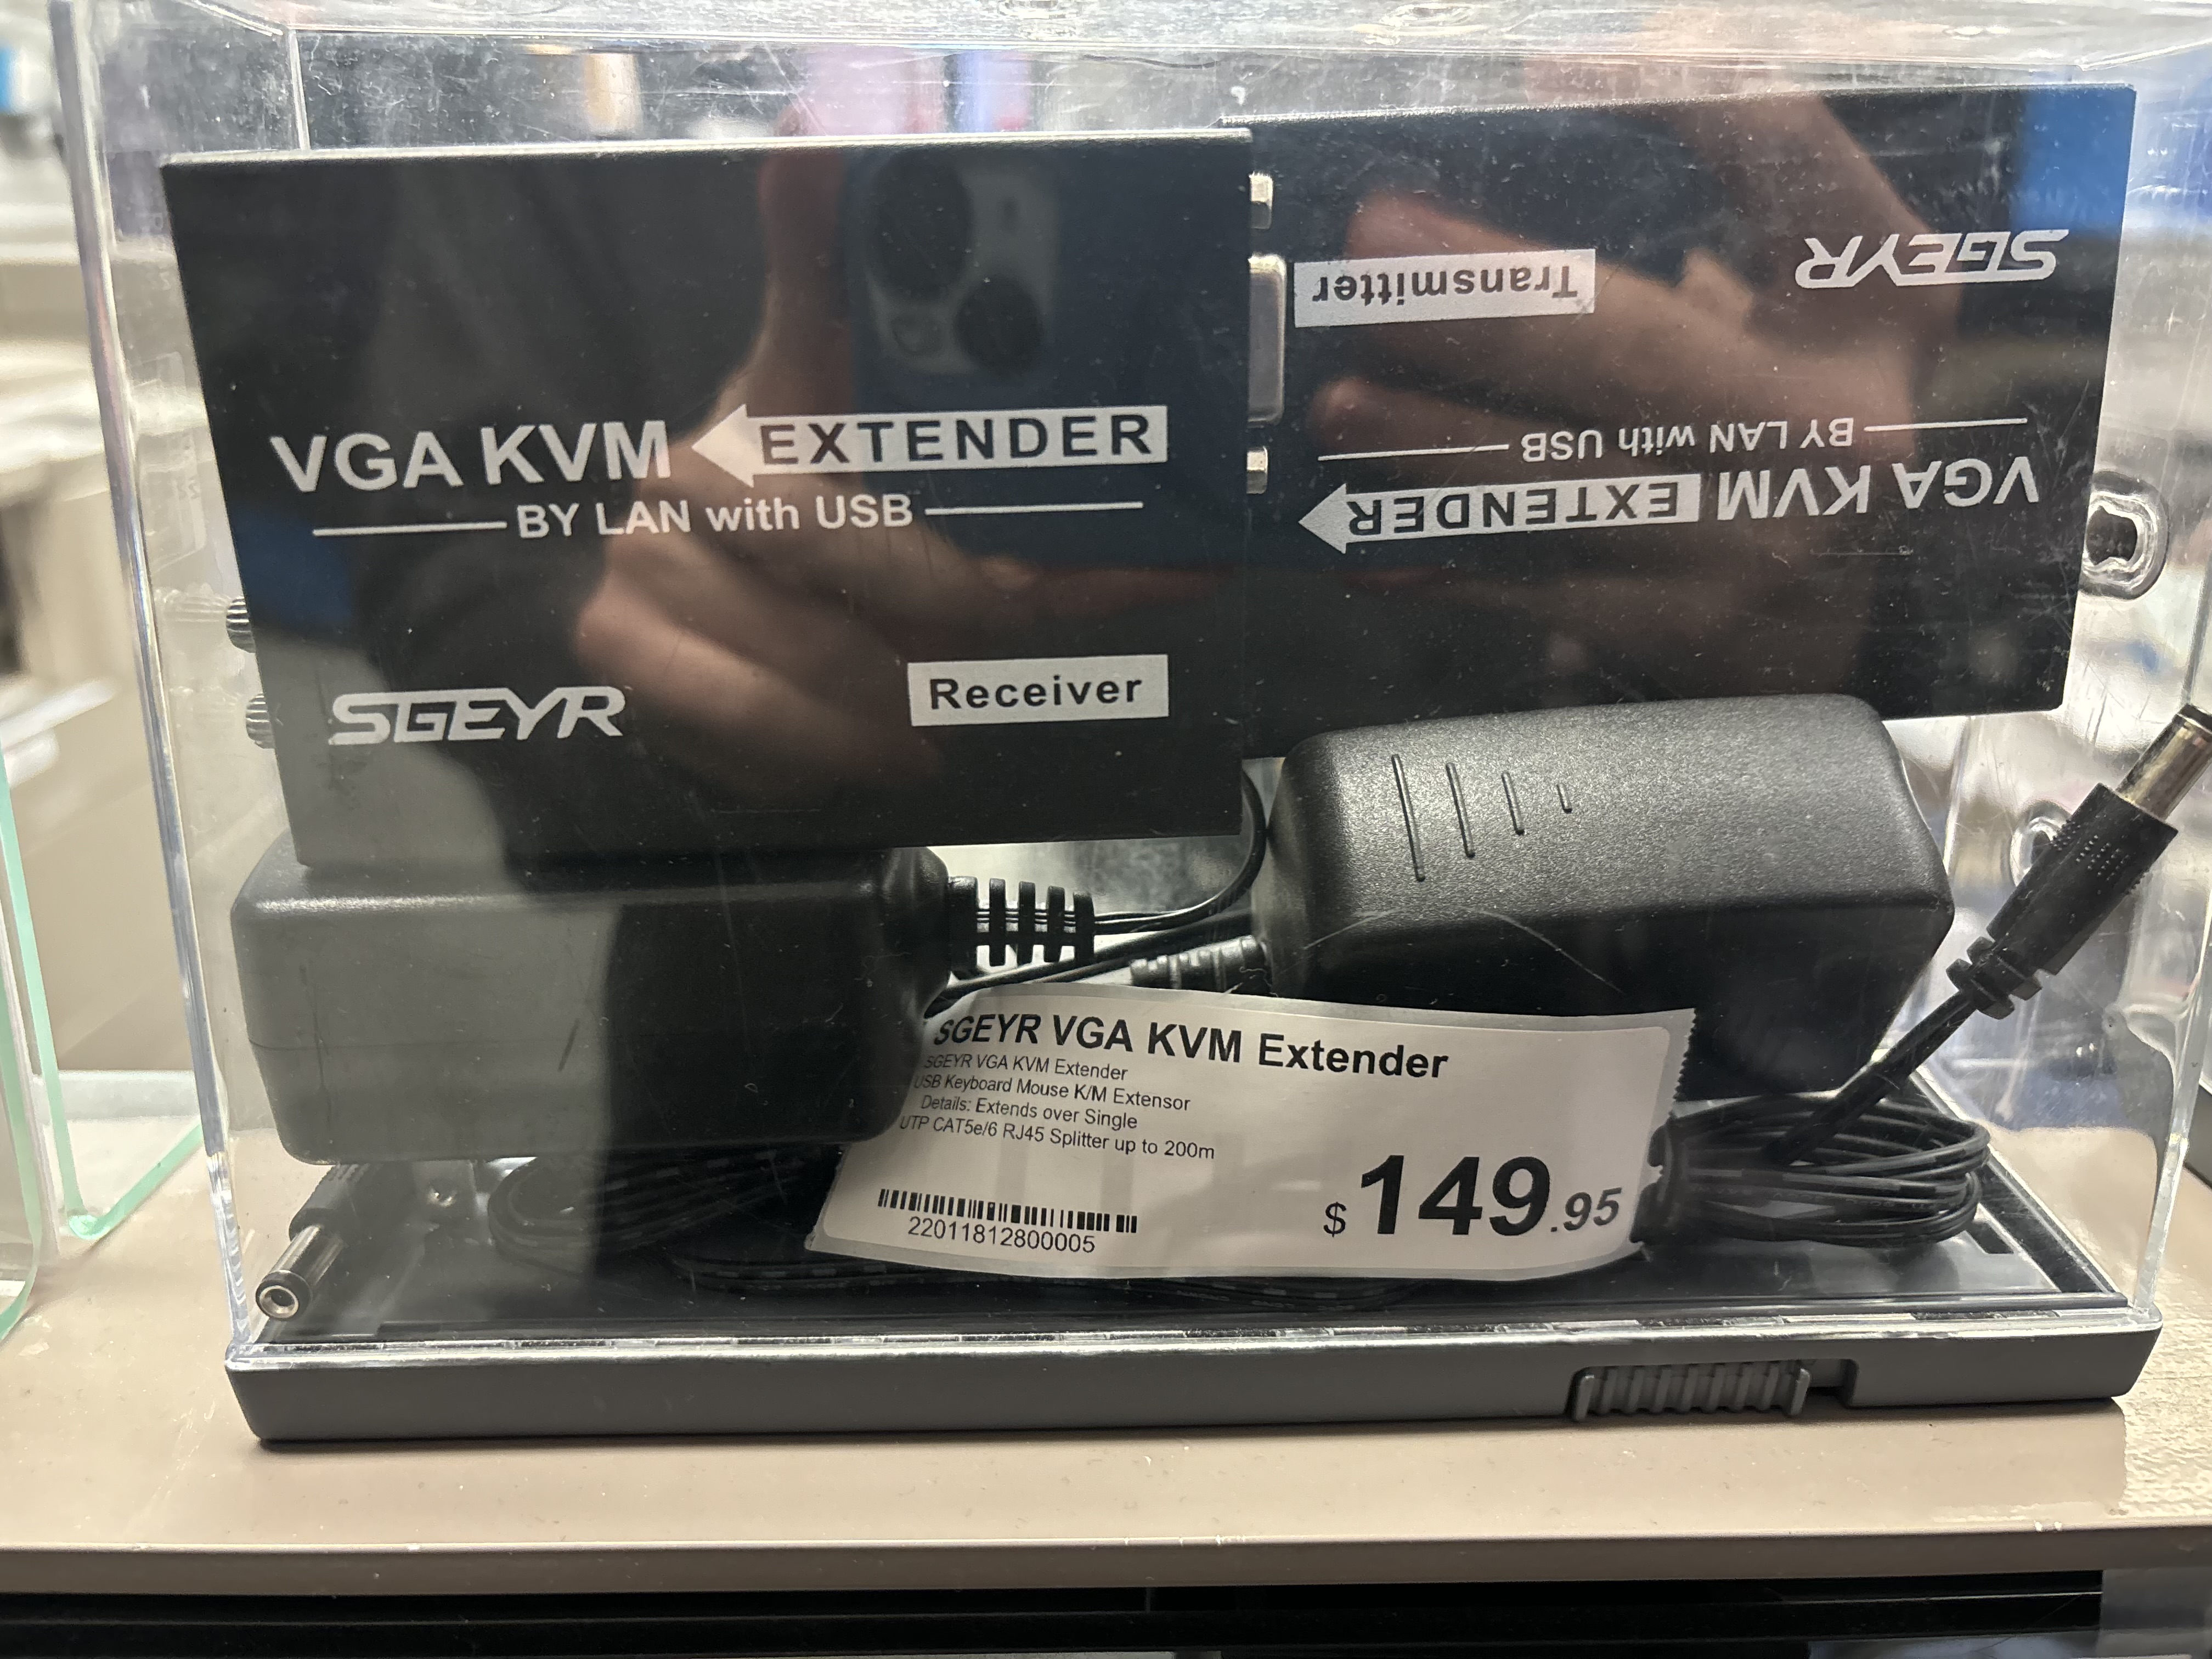 VGA KVM EXTENDER
BY LAN with USB
SGEYR
Receiver
VGA KVM EXTENDER
BY LAN with USB
SGEYR
Transmitter
SGEYR VGA KVM Extender
SGEYR VGA KVM Extender
USB Keyboard Mouse K/M Extensor
Details: Extends over Single
UTP CAT5e/6 RJ45 Splitter up to 200m
22011812800005
$149.95